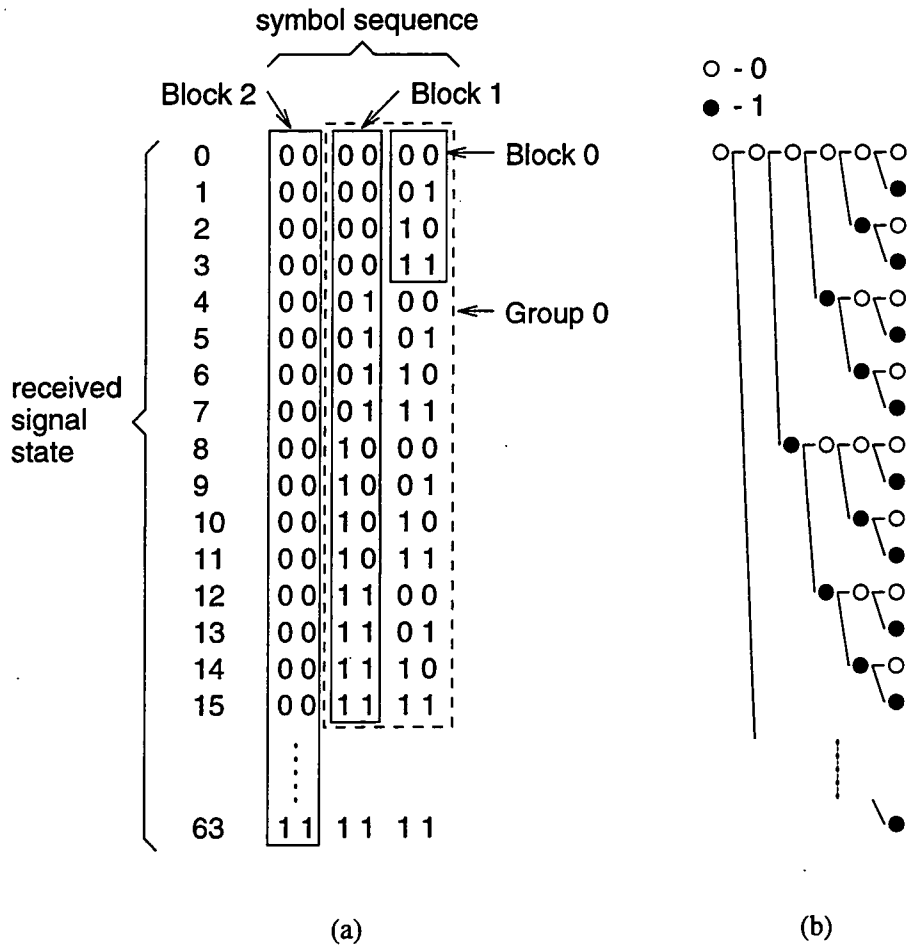 symbol sequence
Block 2
Block 1
○ - 0
● - 1
0 00 00 00
Block 0
1 00 00 01
2 00 00 10
3 00 00 11
4 00 01 00
Group 0
5 00 01 01
6 00 01 10
received
signal
state
7 00 01 11
8 00 10 00
9 00 10 01
10 00 10 10
11 00 10 11
12 00 11 00
13 00 11 01
14 00 11 10
15 00 11 11
63 11 11 11
(a)
(b)